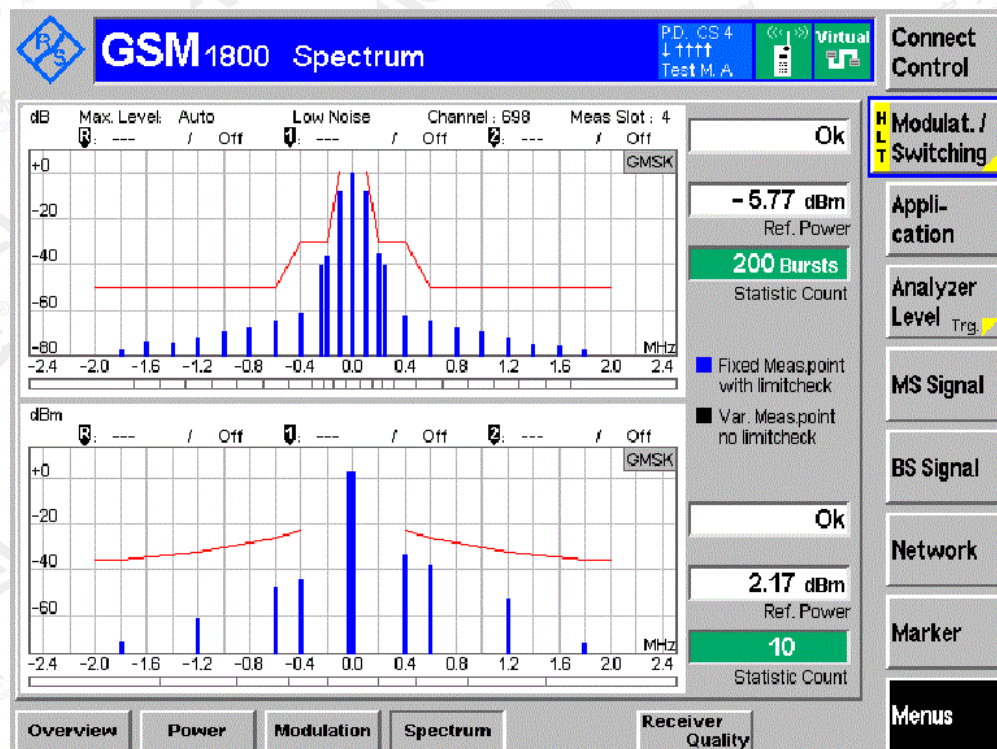 R/S
GSM 1800 Spectrum
P.D. CS 4
Test M. A.
Virtual
Connect Control
dB Max. Level: Auto Low Noise Channel : 698 Meas Slot : 4
R: --- / Off 1: --- / Off 2: --- / Off
GMSK
+0
-20
-40
-60
-80
MHz
-2.4 -2.0 -1.6 -1.2 -0.8 -0.4 0.0 0.4 0.8 1.2 1.6 2.0 2.4
Ok
-5.77 dBm
Ref. Power
200 Bursts
Statistic Count
Fixed Meas.point
with limitcheck
Var. Meas.point
no limitcheck
dBm
R: --- / Off 1: --- / Off 2: --- / Off
GMSK
+0
-20
-40
-60
MHz
-2.4 -2.0 -1.6 -1.2 -0.8 -0.4 0.0 0.4 0.8 1.2 1.6 2.0 2.4
Ok
2.17 dBm
Ref. Power
10
Statistic Count
HLT
Modulat. /
Switching
Appli-
cation
Analyzer
Level Trg.
MS Signal
BS Signal
Network
Marker
Menus
Overview Power Modulation Spectrum Receiver
Quality